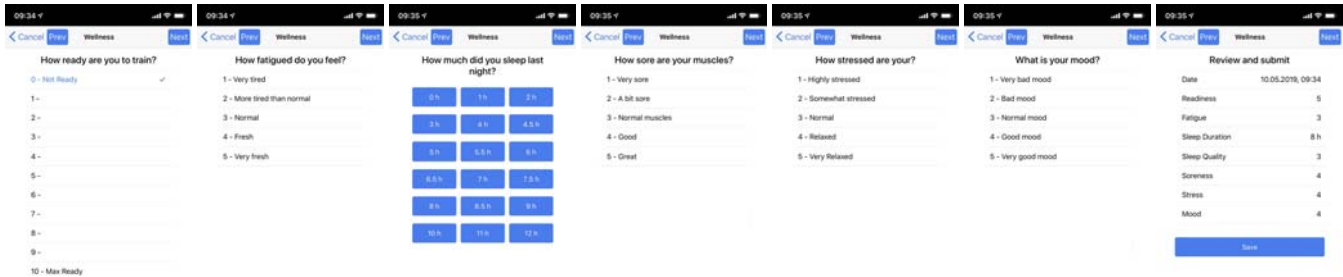 09:34
Cancel Prev Wellness Next
How ready are you to train?
0 - Not Ready
1 -
2 -
3 -
4 -
5 -
6 -
7 -
8 -
9 -
10 - Max Ready
09:34
Cancel Prev Wellness Next
How fatigued do you feel?
1 - Very tired
2 - More tired than normal
3 - Normal
4 - Fresh
5 - Very fresh
09:35
Cancel Prev Wellness Next
How much did you sleep last
night?
0 h 1 h 2 h
3 h 4 h 4.5 h
5 h 5.5 h 6 h
6.5 h 7 h 7.5 h
8 h 8.5 h 9 h
10 h 11 h 12 h
09:35
Cancel Prev Wellness Next
How sore are your muscles?
1 - Very sore
2 - A bit sore
3 - Normal muscles
4 - Good
5 - Great
09:35
Cancel Prev Wellness Next
How stressed are your?
1 - Highly stressed
2 - Somewhat stressed
3 - Normal
4 - Relaxed
5 - Very Relaxed
09:35
Cancel Prev Wellness Next
What is your mood?
1 - Very bad mood
2 - Bad mood
3 - Normal mood
4 - Good mood
5 - Very good mood
09:35
Cancel Prev Wellness Next
Review and submit
Date 10.05.2019, 09:34
Readiness 5
Fatigue 3
Sleep Duration 8 h
Sleep Quality 3
Soreness 4
Stress 4
Mood 4
Save